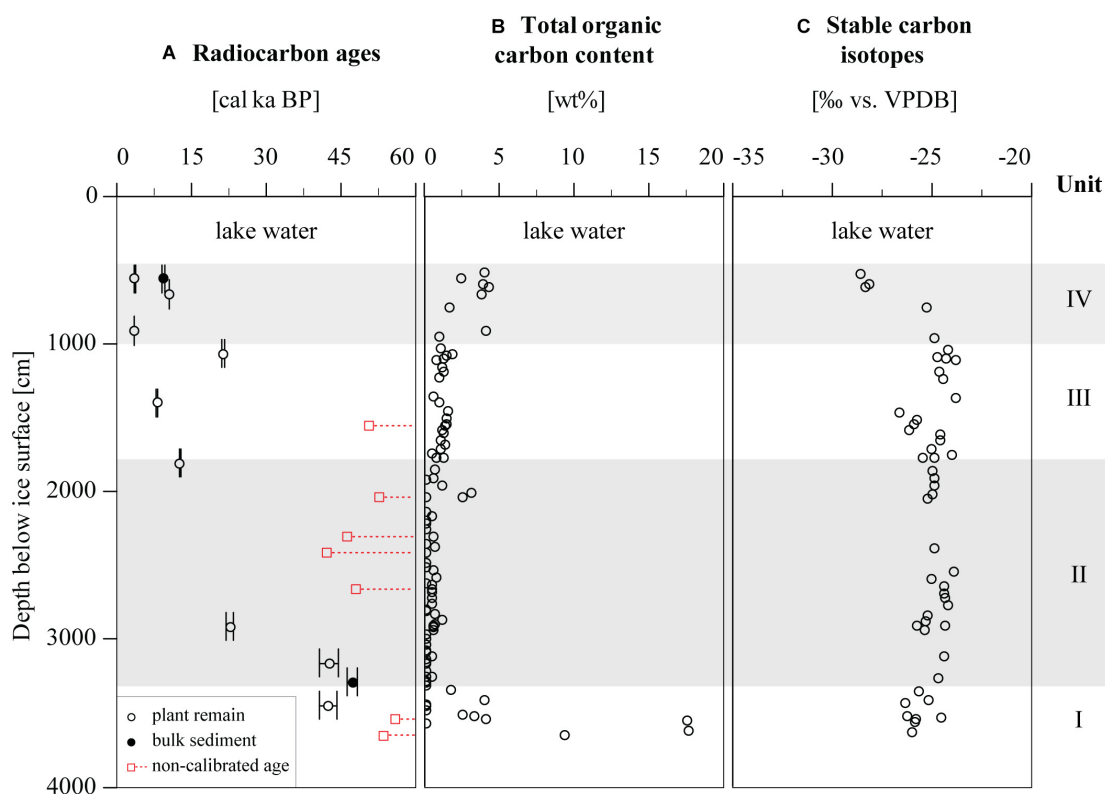 A Radiocarbon ages
[cal ka BP]
B Total organic
carbon content
[wt%]
C Stable carbon
isotopes
[‰ vs. VPDB]
0 15 30 45 60
0 5 10 15 20
-35 -30 -25 -20
Unit
0
1000
2000
3000
4000
Depth below ice surface [cm]
lake water
lake water
lake water
IV
III
II
I
plant remain
bulk sediment
non-calibrated age